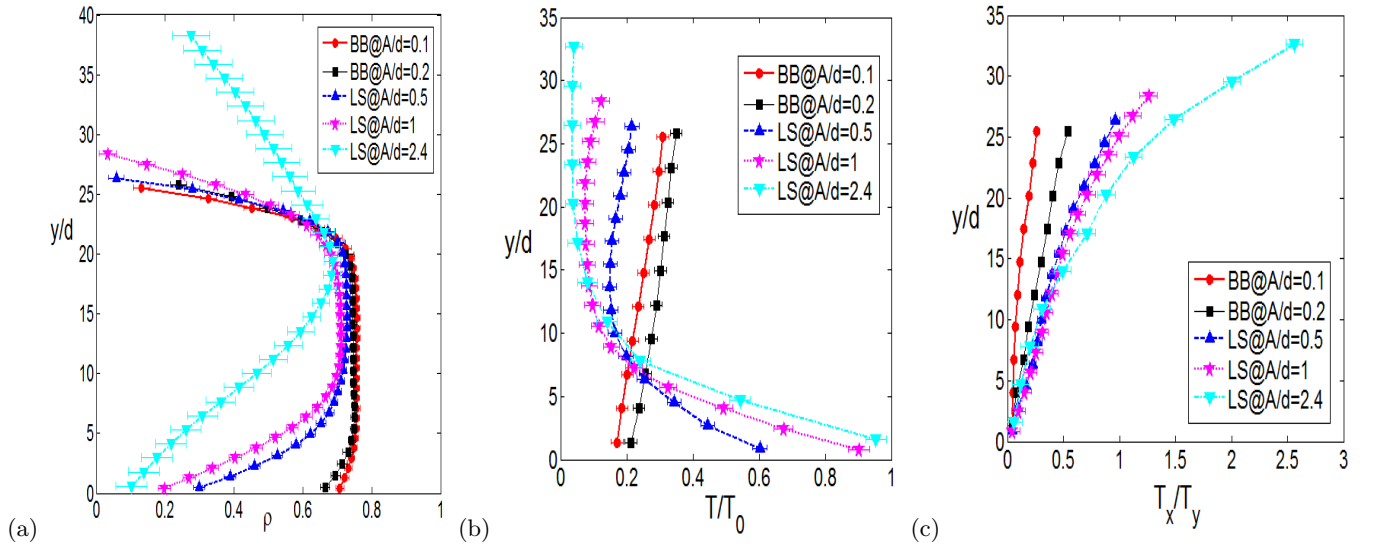 (a)
40
35
30
25
20
15
10
5
0
y/d
0
0.2
0.4
0.6
0.8
1
ρ
BB@A/d=0.1
BB@A/d=0.2
LS@A/d=0.5
LS@A/d=1
LS@A/d=2.4
(b)
35
30
25
20
15
10
5
0
y/d
0
0.2
0.4
0.6
0.8
1
T/T0
BB@A/d=0.1
BB@A/d=0.2
LS@A/d=0.5
LS@A/d=1
LS@A/d=2.4
(c)
35
30
25
20
15
10
5
0
y/d
0
0.5
1
1.5
2
2.5
3
Tx/Ty
BB@A/d=0.1
BB@A/d=0.2
LS@A/d=0.5
LS@A/d=1
LS@A/d=2.4